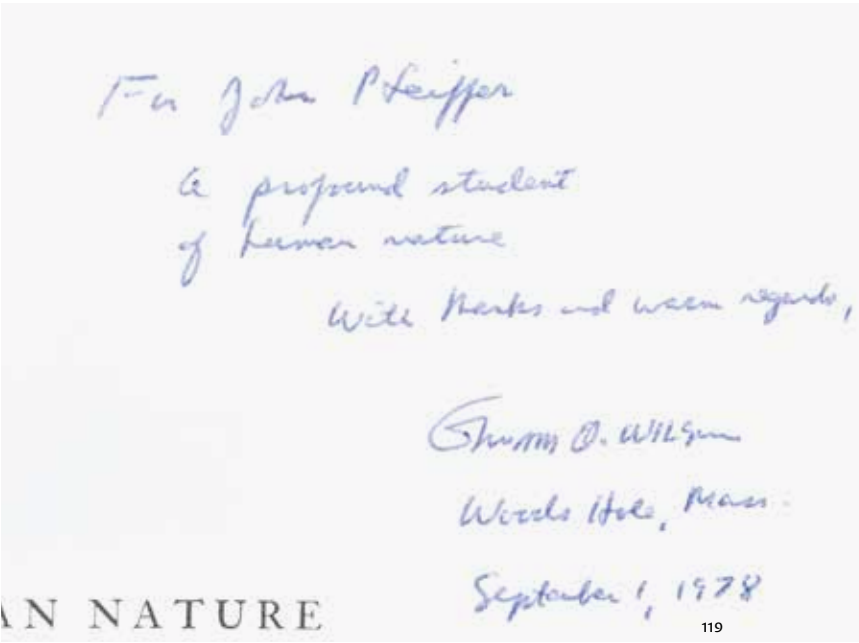 For John Pfeiffer
A profound student
of human nature
With thanks and warm regards,
Edward O. Wilson
Woods Hole, Mass.
September 1, 1978
AN NATURE
119